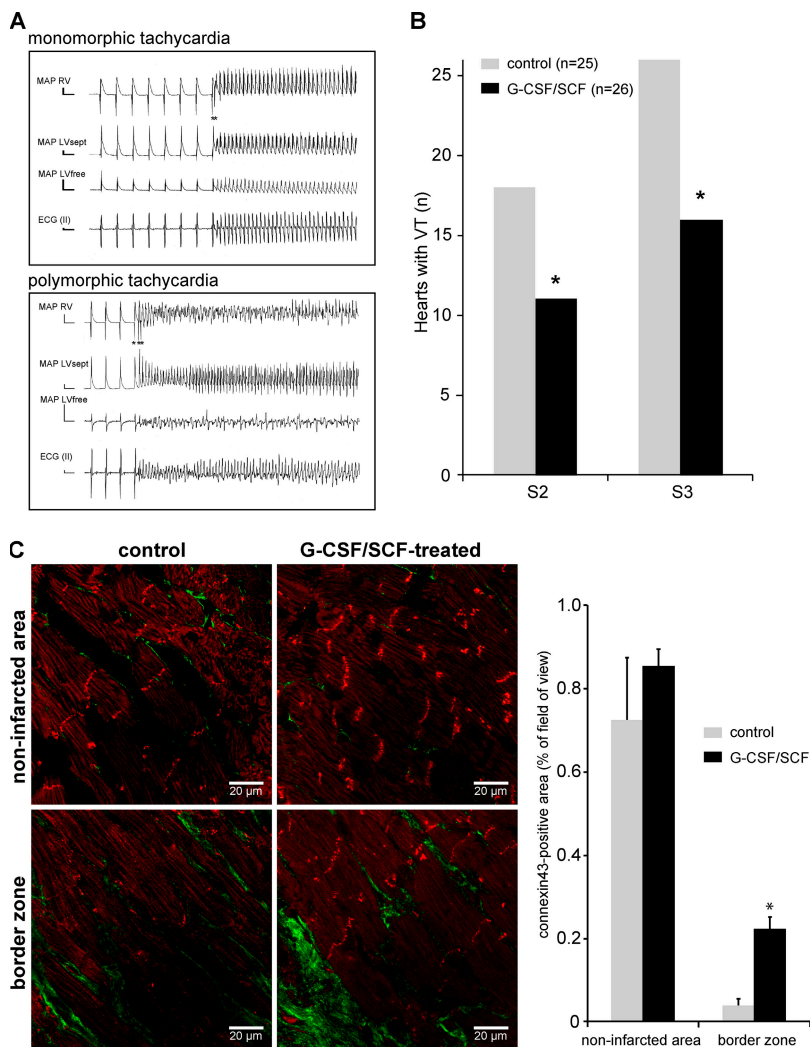 A
monomorphic tachycardia
MAP RV
**
MAP LVsept
MAP LVfree
ECG (II)
polymorphic tachycardia
MAP RV
* **
MAP LVsept
MAP LVfree
ECG (II)
B
Hearts with VT (n)
25
20
15
10
5
0
control (n=25)
G-CSF/SCF (n=26)
*
*
S2
S3
C
control
G-CSF/SCF-treated
non-infarcted area
20 µm
20 µm
border zone
20 µm
20 µm
connexin43-positive area (% of field of view)
1.0
0.8
0.6
0.4
0.2
0
control
G-CSF/SCF
*
non-infarcted area
border zone